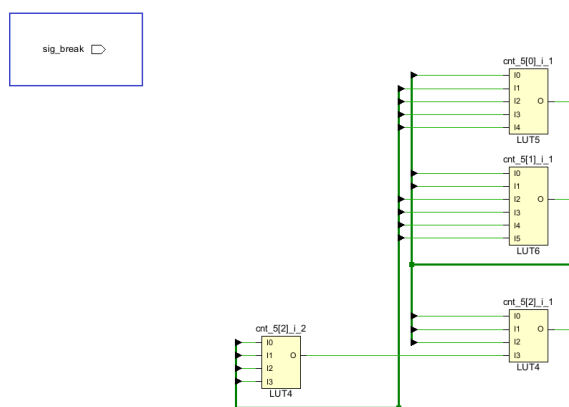 sig_break
cnt_5[0]_i_1
I0
I1
I2
O
I3
I4
LUT5
cnt_5[1]_i_1
I0
I1
I2
O
I3
I4
I5
LUT6
cnt_5[2]_i_1
I0
I1
O
I2
I3
LUT4
cnt_5[2]_i_2
I0
I1
O
I2
I3
LUT4